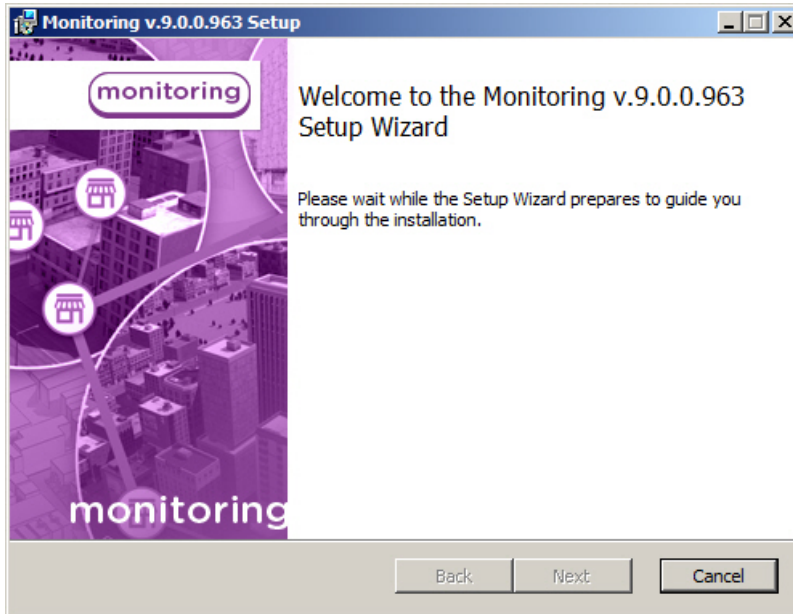 Monitoring v.9.0.0.963 Setup
monitoring
Welcome to the Monitoring v.9.0.0.963
Setup Wizard
Please wait while the Setup Wizard prepares to guide you
through the installation.
monitoring
Back
Next
Cancel